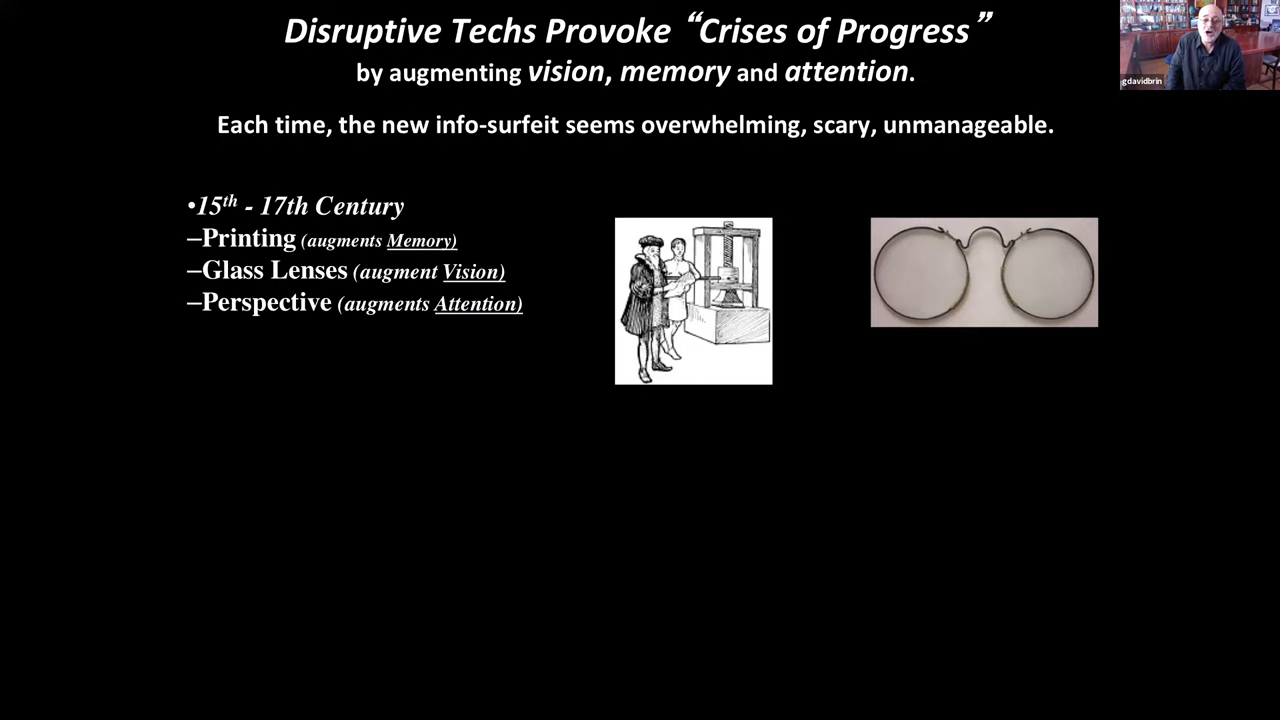 Disruptive Techs Provoke “Crises of Progress”
by augmenting vision, memory and attention.
Each time, the new info-surfeit seems overwhelming, scary, unmanageable.
•15th - 17th Century
–Printing (augments Memory)
–Glass Lenses (augment Vision)
–Perspective (augments Attention)
gdavidbrin